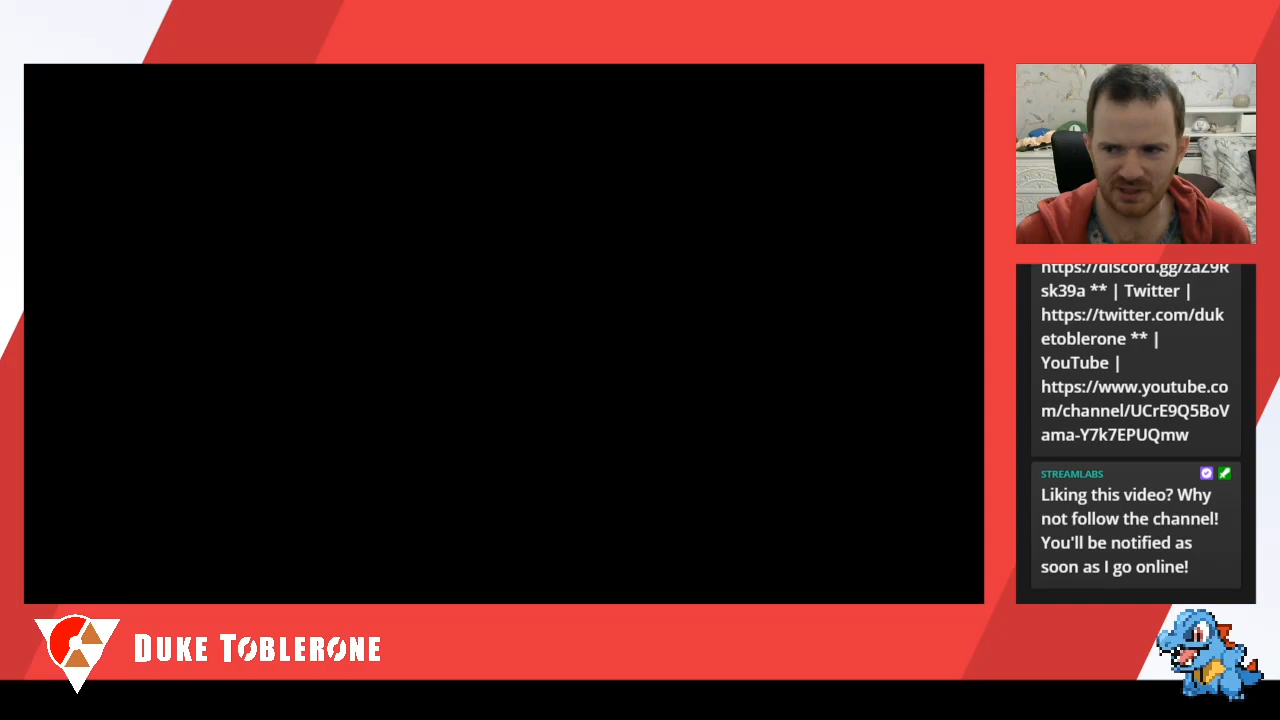 https://discord.gg/zaZ9R
sk39a ** | Twitter |
https://twitter.com/duk
etoblerone ** |
YouTube |
https://www.youtube.co
m/channel/UCrE9Q5BoV
ama-Y7k7EPUQmw
STREAMLABS
Liking this video? Why
not follow the channel!
You'll be notified as
soon as I go online!
DUKE TOBLERONE